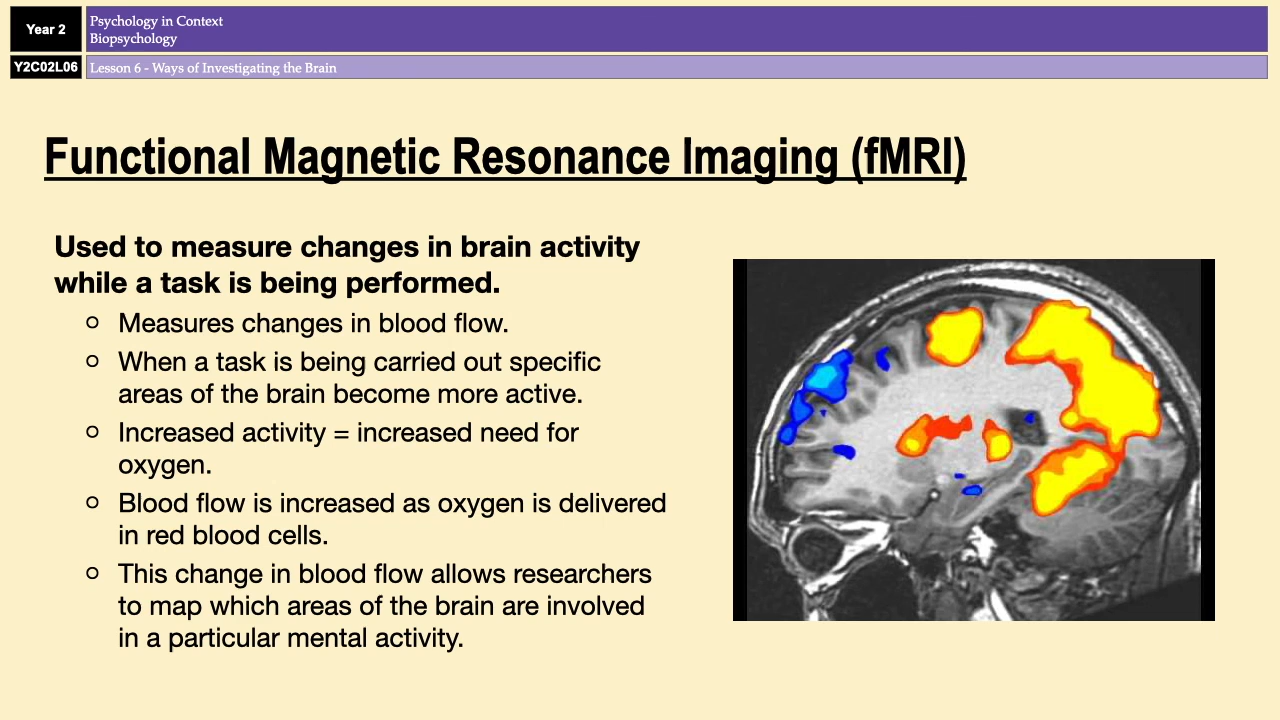 Year 2
Psychology in Context
Biopsychology
Y2C02L06
Lesson 6 - Ways of Investigating the Brain
Functional Magnetic Resonance Imaging (fMRI)
Used to measure changes in brain activity
while a task is being performed.
Measures changes in blood flow.
When a task is being carried out specific
areas of the brain become more active.
Increased activity = increased need for
oxygen.
Blood flow is increased as oxygen is delivered
in red blood cells.
This change in blood flow allows researchers
to map which areas of the brain are involved
in a particular mental activity.